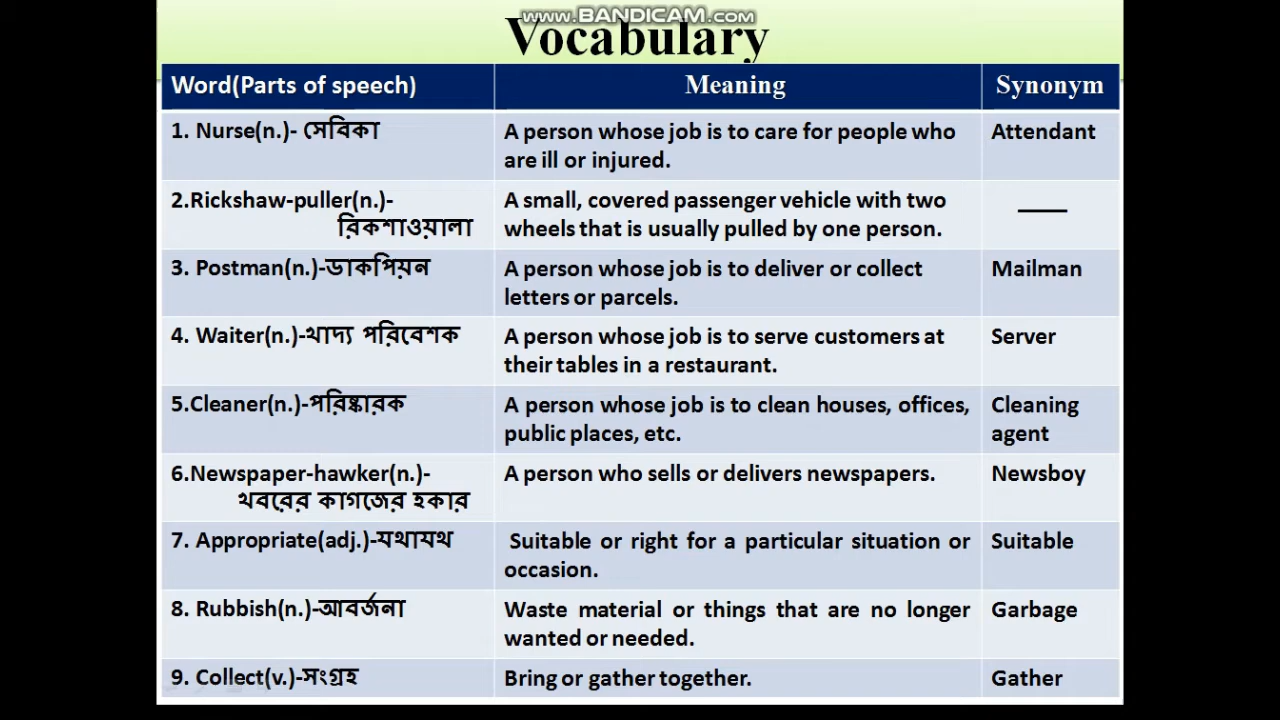 www.BANDICAM.com
Vocabulary
Word(Parts of speech) Meaning Synonym
1. Nurse(n.)- সেবিকা
A person whose job is to care for people who
are ill or injured.
Attendant
2.Rickshaw-puller(n.)-
রিকশাওয়ালা
A small, covered passenger vehicle with two
wheels that is usually pulled by one person.
3. Postman(n.)-ডাকপিয়ন
A person whose job is to deliver or collect
letters or parcels.
Mailman
4. Waiter(n.)-খাদ্য পরিবেশক
A person whose job is to serve customers at
their tables in a restaurant.
Server
5.Cleaner(n.)-পরিষ্কারক
A person whose job is to clean houses, offices,
public places, etc.
Cleaning
agent
6.Newspaper-hawker(n.)-
খবরের কাগজের হকার
A person who sells or delivers newspapers.
Newsboy
7. Appropriate(adj.)-যথাযথ
Suitable or right for a particular situation or
occasion.
Suitable
8. Rubbish(n.)-আবর্জনা
Waste material or things that are no longer
wanted or needed.
Garbage
9. Collect(v.)-সংগ্রহ
Bring or gather together.
Gather